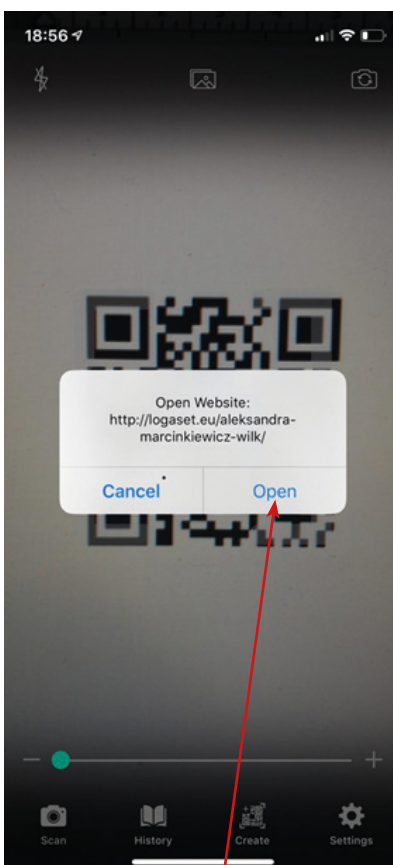 18:56
Open Website:
http://logaset.eu/aleksandra-
marcinkiewicz-wilk/
Cancel Open
Scan History Create Settings